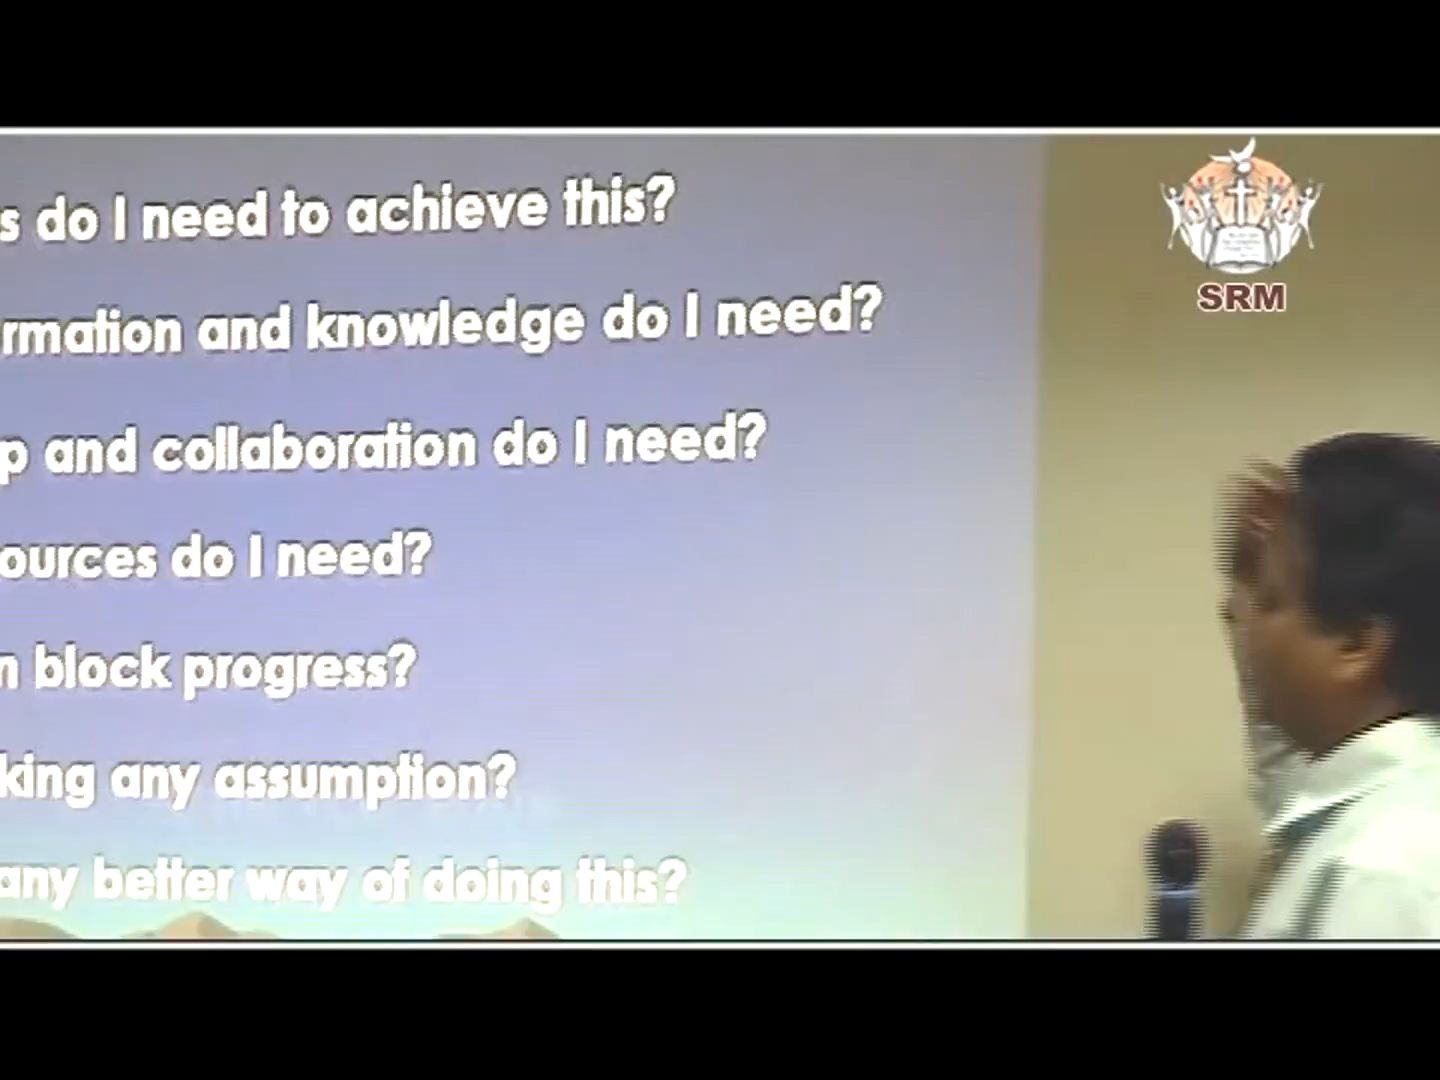 s do I need to achieve this?
rmation and knowledge do I need?
p and collaboration do I need?
ources do I need?
n block progress?
king any assumption?
any better way of doing this?
SRM